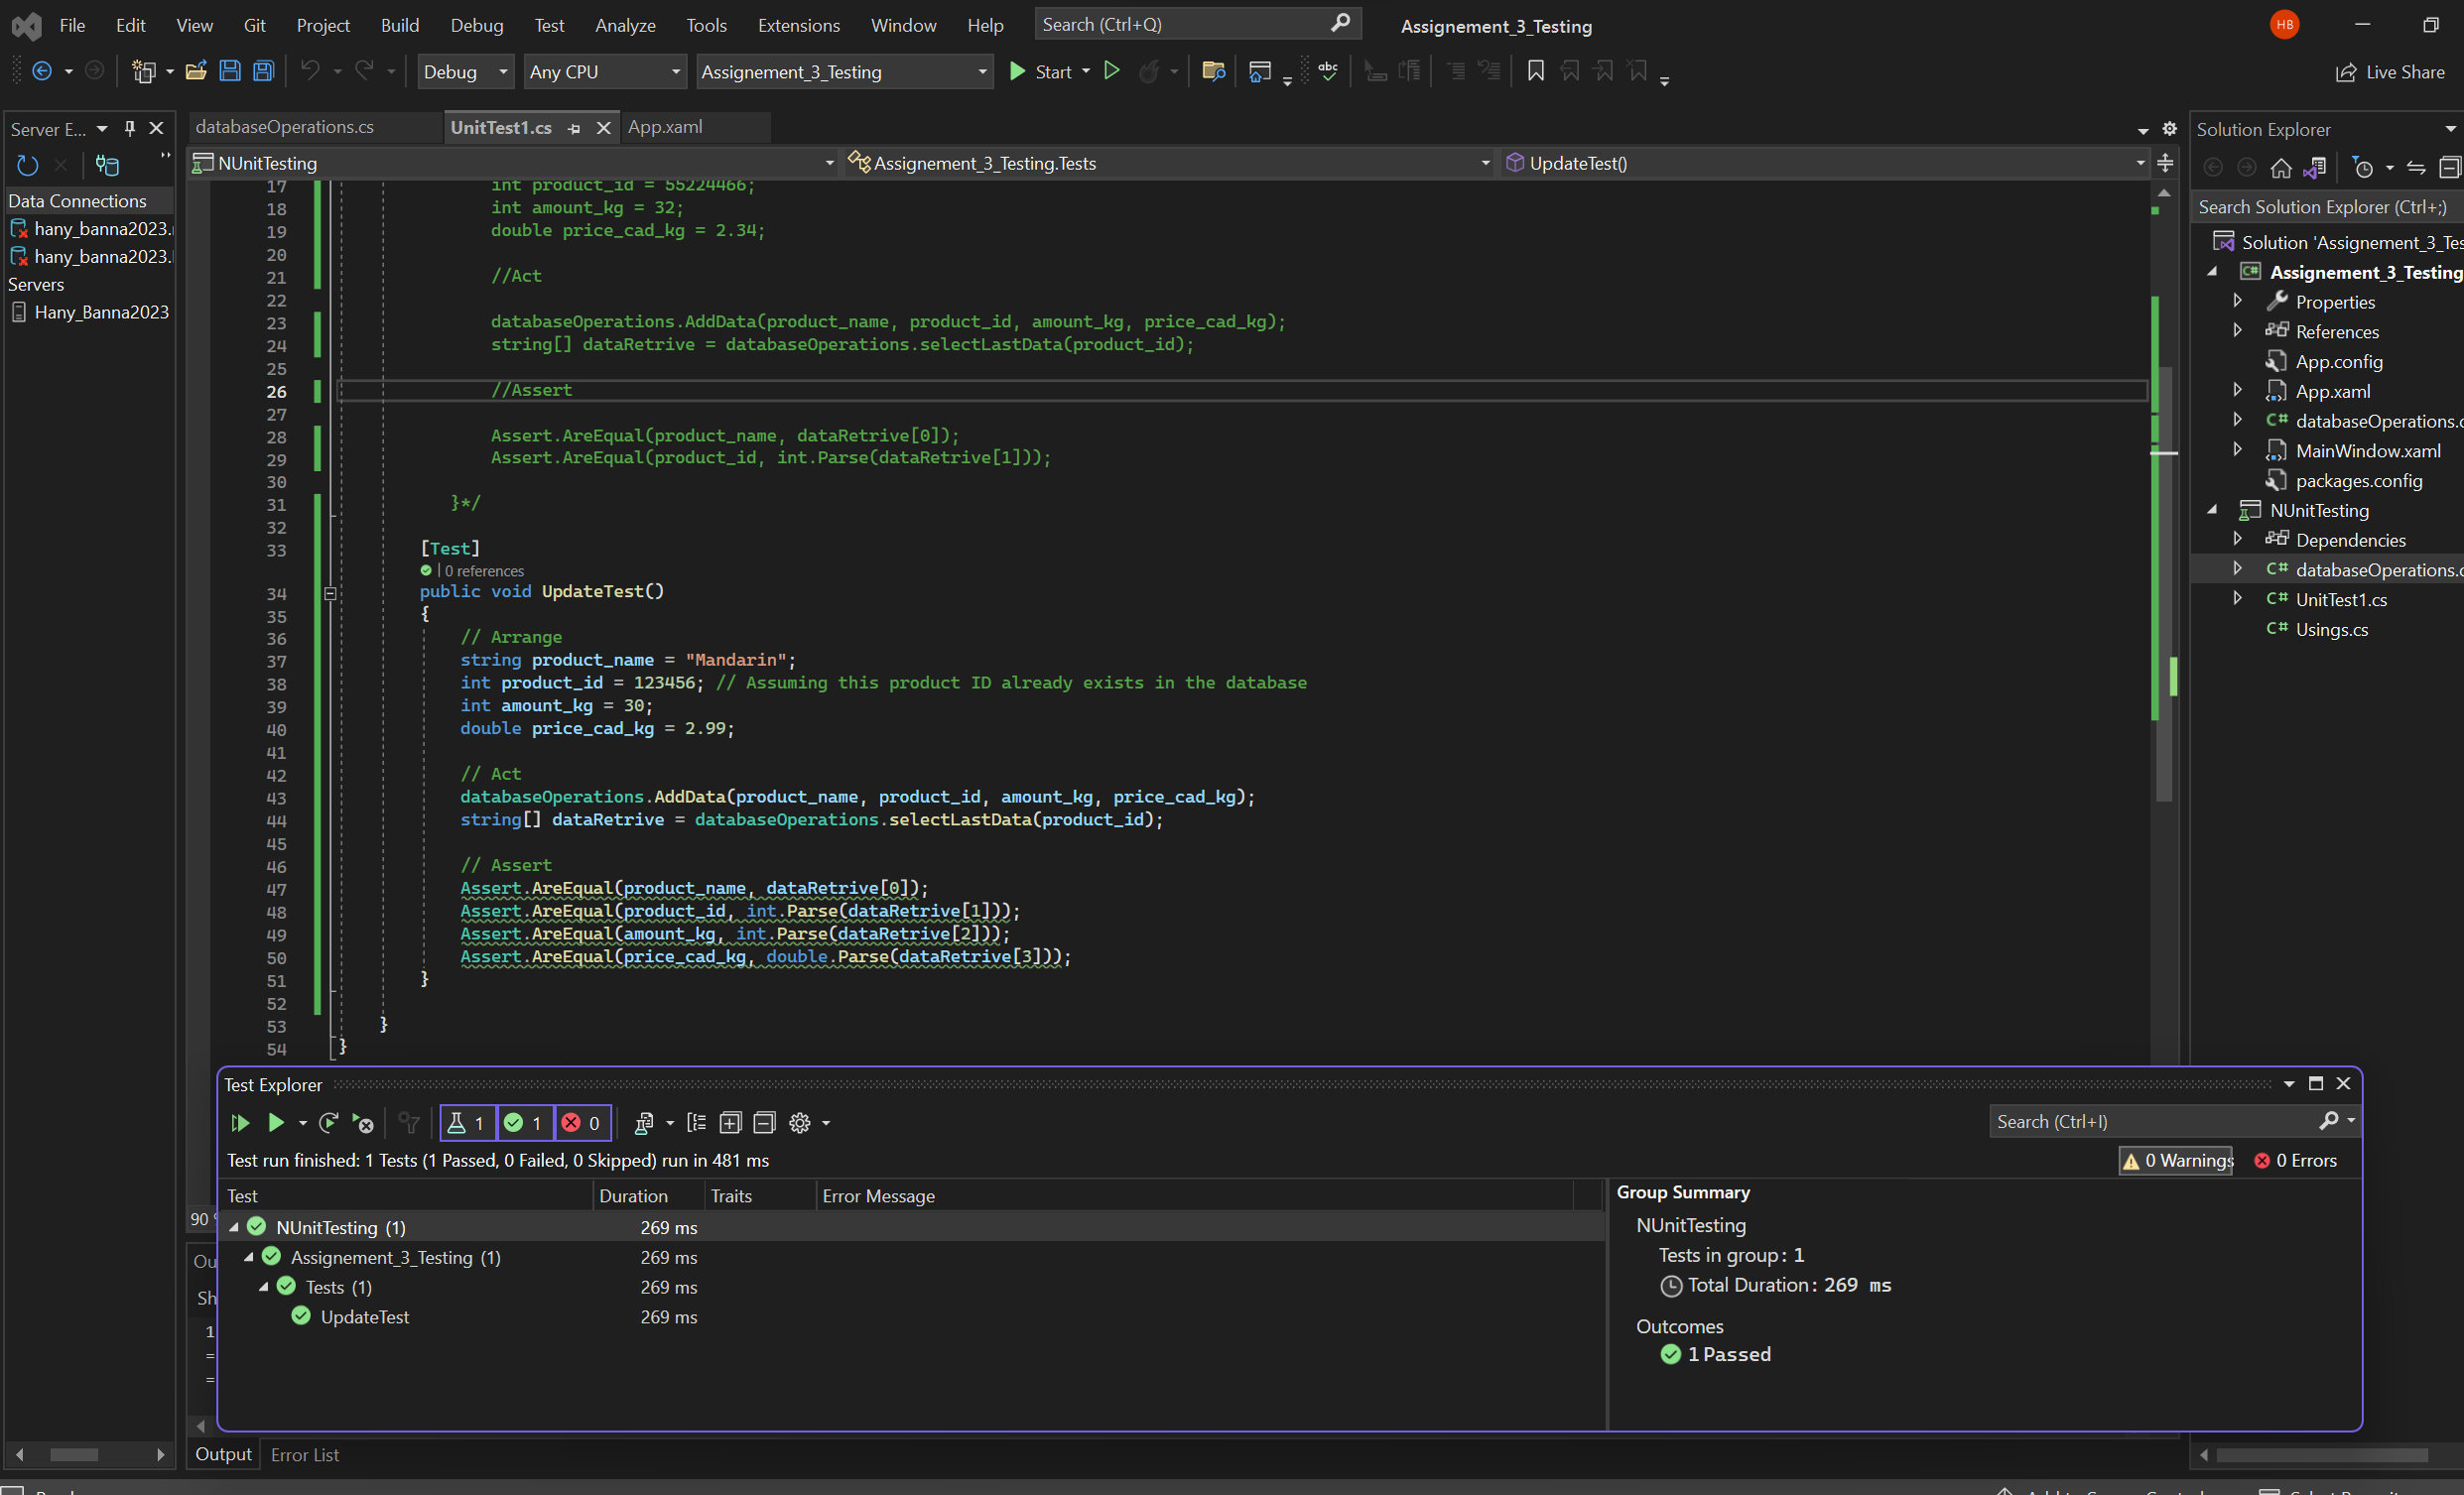 File Edit View Git Project Build Debug Test Analyze Tools Extensions Window Help Search (Ctrl+Q) Assignement_3_Testing HB
Debug Any CPU Assignement_3_Testing Start abc Live Share
Server E...
Data Connections
hany_banna2023.
hany_banna2023.
Servers
Hany_Banna2023
databaseOperations.cs UnitTest1.cs App.xaml
NUnitTesting Assignement_3_Testing.Tests UpdateTest()
17 int product_id = 55224466;
18 int amount_kg = 32;
19 double price_cad_kg = 2.34;
20
21 //Act
22
23 databaseOperations.AddData(product_name, product_id, amount_kg, price_cad_kg);
24 string[] dataRetrive = databaseOperations.selectLastData(product_id);
25
26 //Assert
27
28 Assert.AreEqual(product_name, dataRetrive[0]);
29 Assert.AreEqual(product_id, int.Parse(dataRetrive[1]));
30
31 }*/
32
33 [Test]
0 references
34 public void UpdateTest()
35 {
36 // Arrange
37 string product_name = "Mandarin";
38 int product_id = 123456; // Assuming this product ID already exists in the database
39 int amount_kg = 30;
40 double price_cad_kg = 2.99;
41
42 // Act
43 databaseOperations.AddData(product_name, product_id, amount_kg, price_cad_kg);
44 string[] dataRetrive = databaseOperations.selectLastData(product_id);
45
46 // Assert
47 Assert.AreEqual(product_name, dataRetrive[0]);
48 Assert.AreEqual(product_id, int.Parse(dataRetrive[1]));
49 Assert.AreEqual(amount_kg, int.Parse(dataRetrive[2]));
50 Assert.AreEqual(price_cad_kg, double.Parse(dataRetrive[3]));
51 }
52
53 }
54 }
Solution Explorer
Search Solution Explorer (Ctrl+;)
Solution 'Assignement_3_Tes
Assignement_3_Testing
Properties
References
App.config
App.xaml
databaseOperations.c
MainWindow.xaml
packages.config
NUnitTesting
Dependencies
databaseOperations.c
UnitTest1.cs
Usings.cs
90
Ou
Sh
1
=
=
Test Explorer
1 1 0 Search (Ctrl+I)
Test run finished: 1 Tests (1 Passed, 0 Failed, 0 Skipped) run in 481 ms 0 Warnings 0 Errors
Test Duration Traits Error Message
NUnitTesting (1) 269 ms
Assignement_3_Testing (1) 269 ms
Tests (1) 269 ms
UpdateTest 269 ms
Group Summary
NUnitTesting
Tests in group: 1
Total Duration: 269 ms
Outcomes
1 Passed
Output Error List